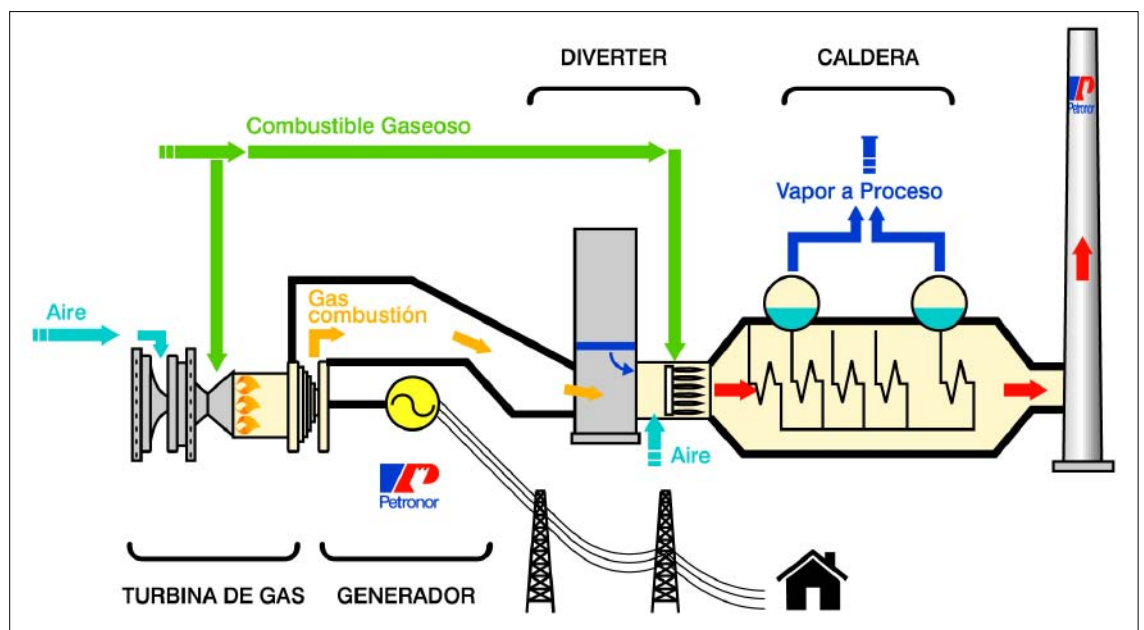 DIVERTER
CALDERA
Petronor
Combustible Gaseoso
Vapor a Proceso
Aire
Gas
combustión
Aire
Petronor
TURBINA DE GAS
GENERADOR